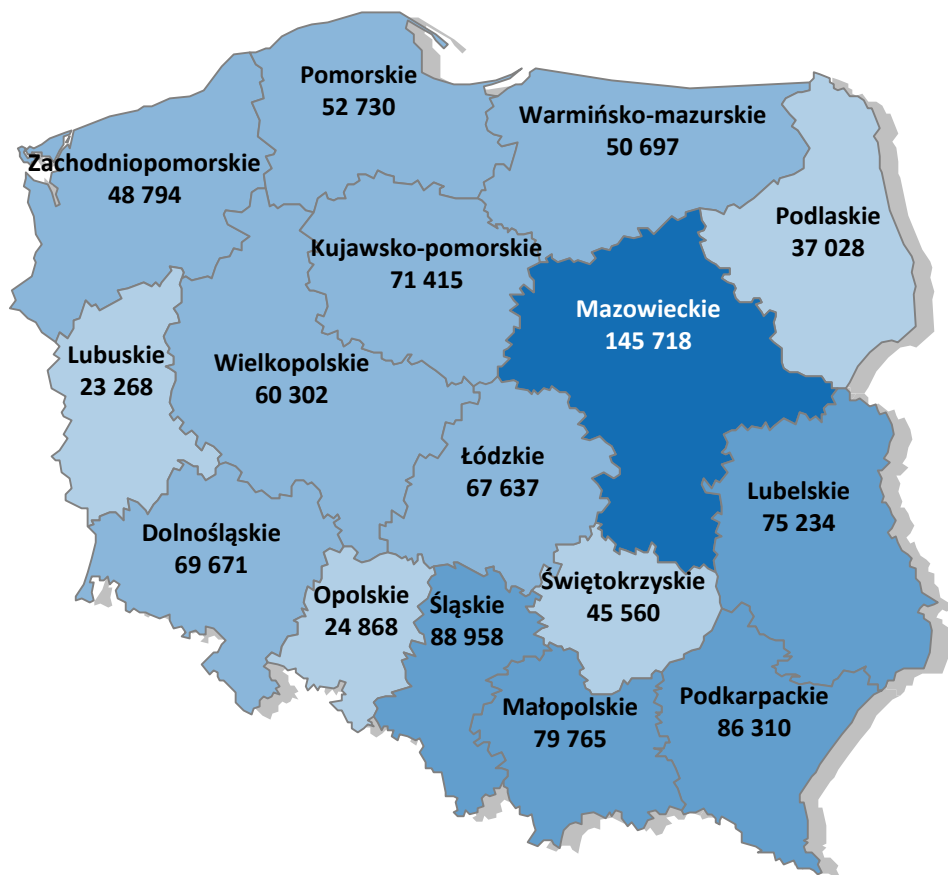 Pomorskie
52 730
Warmińsko-mazurskie
50 697
Zachodniopomorskie
48 794
Podlaskie
37 028
Kujawsko-pomorskie
71 415
Mazowieckie
145 718
Lubuskie
23 268
Wielkopolskie
60 302
Łódzkie
67 637
Lubelskie
75 234
Dolnośląskie
69 671
Opolskie
24 868
Śląskie
88 958
Świętokrzyskie
45 560
Małopolskie
79 765
Podkarpackie
86 310